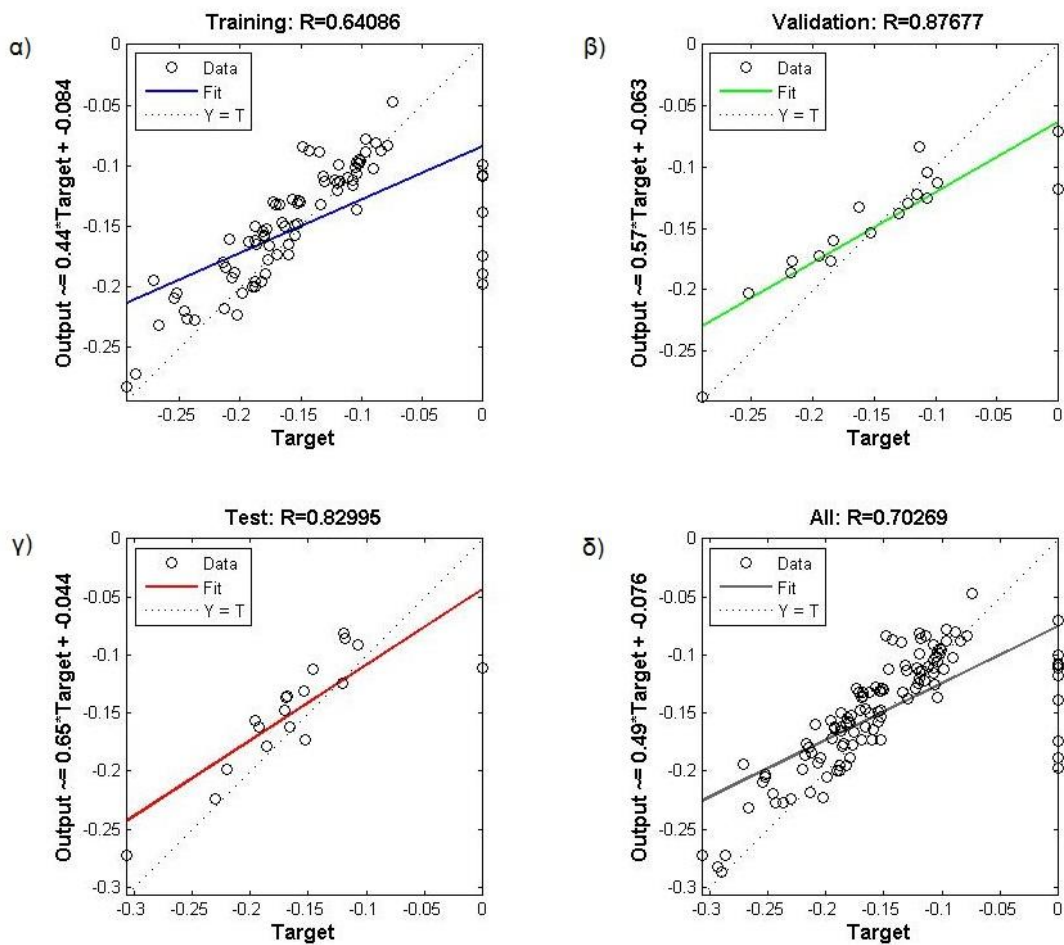 α)
Training: R=0.64086
Output ~= 0.44*Target + -0.084
0
-0.05
-0.1
-0.15
-0.2
-0.25
Data
Fit
Y = T
-0.25 -0.2 -0.15 -0.1 -0.05 0
Target
β)
Validation: R=0.87677
Output ~= 0.57*Target + -0.063
0
-0.05
-0.1
-0.15
-0.2
-0.25
Data
Fit
Y = T
-0.25 -0.2 -0.15 -0.1 -0.05 0
Target
γ)
Test: R=0.82995
Output ~= 0.65*Target + -0.044
0
-0.05
-0.1
-0.15
-0.2
-0.25
-0.3
Data
Fit
Y = T
-0.3 -0.25 -0.2 -0.15 -0.1 -0.05 0
Target
δ)
All: R=0.70269
Output ~= 0.49*Target + -0.076
0
-0.05
-0.1
-0.15
-0.2
-0.25
-0.3
Data
Fit
Y = T
-0.3 -0.25 -0.2 -0.15 -0.1 -0.05 0
Target